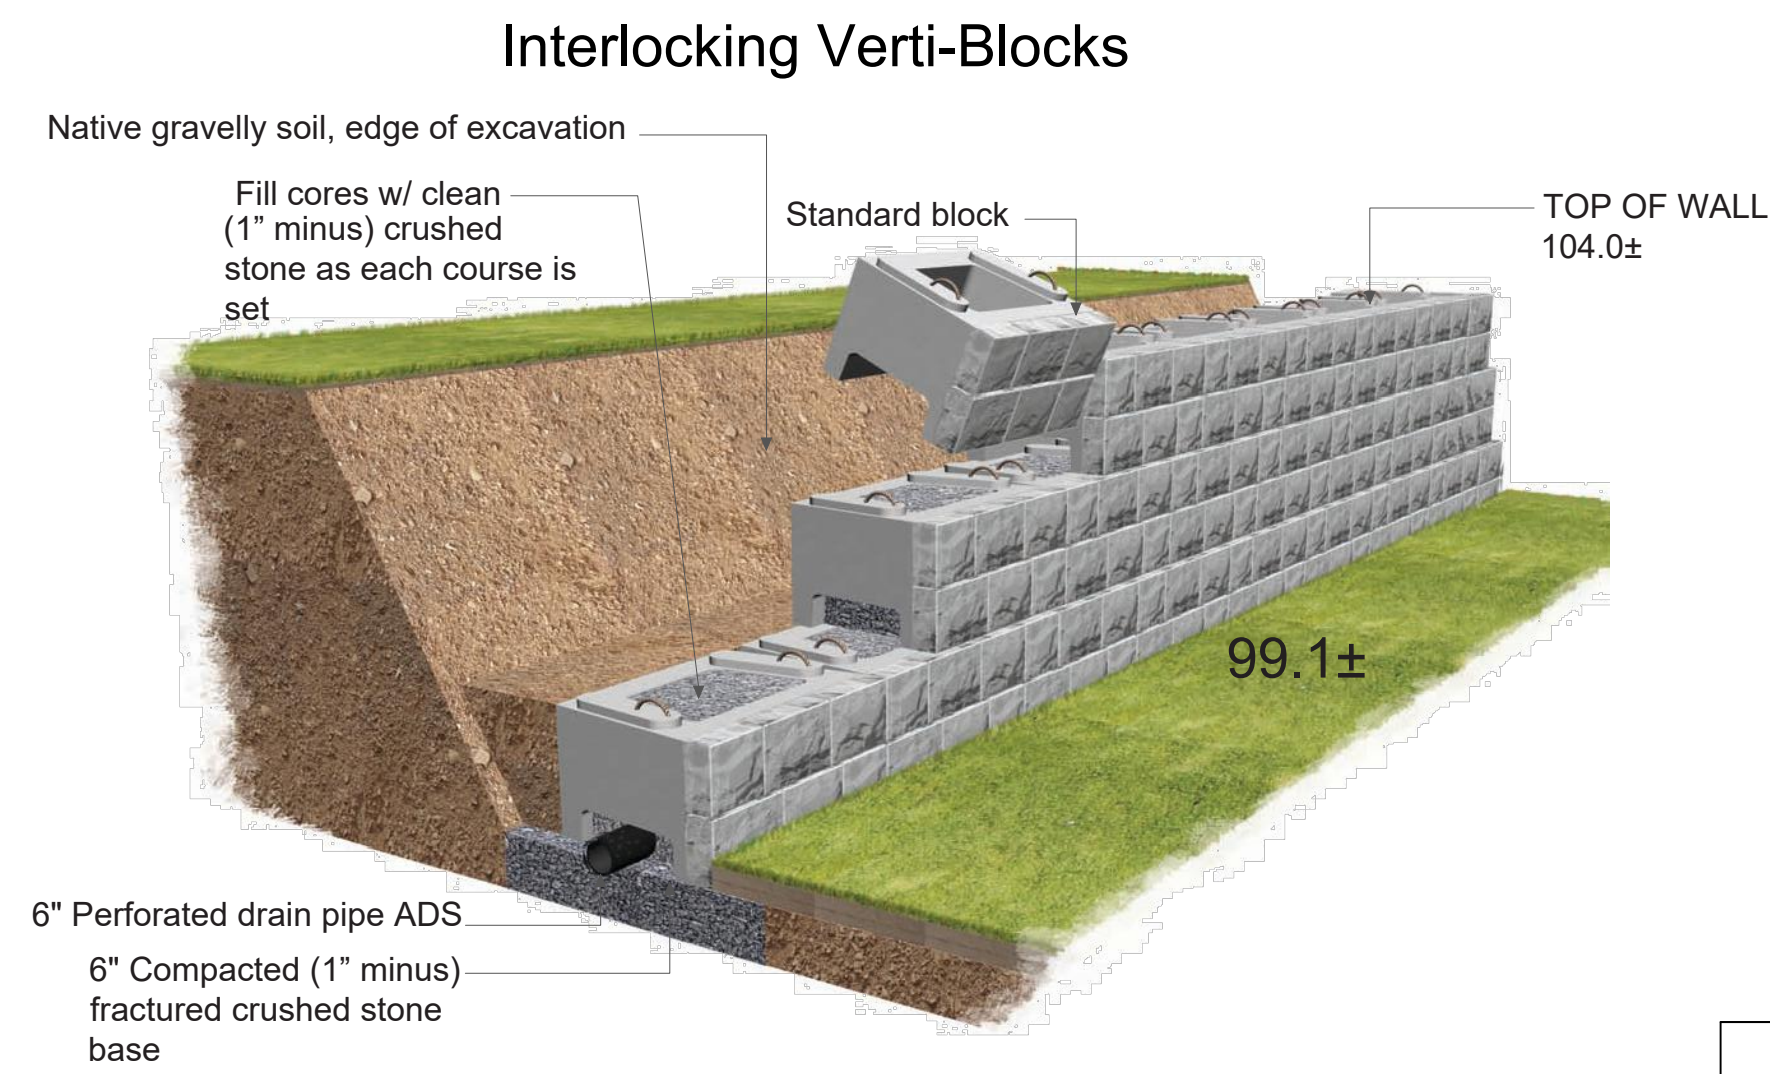 Interlocking Verti-Blocks
Native gravelly soil, edge of excavation
Fill cores w/ clean
(1” minus) crushed
stone as each course is
set
Standard block
TOP OF WALL
104.0±
99.1±
6" Perforated drain pipe ADS
6" Compacted (1” minus)
fractured crushed stone
base